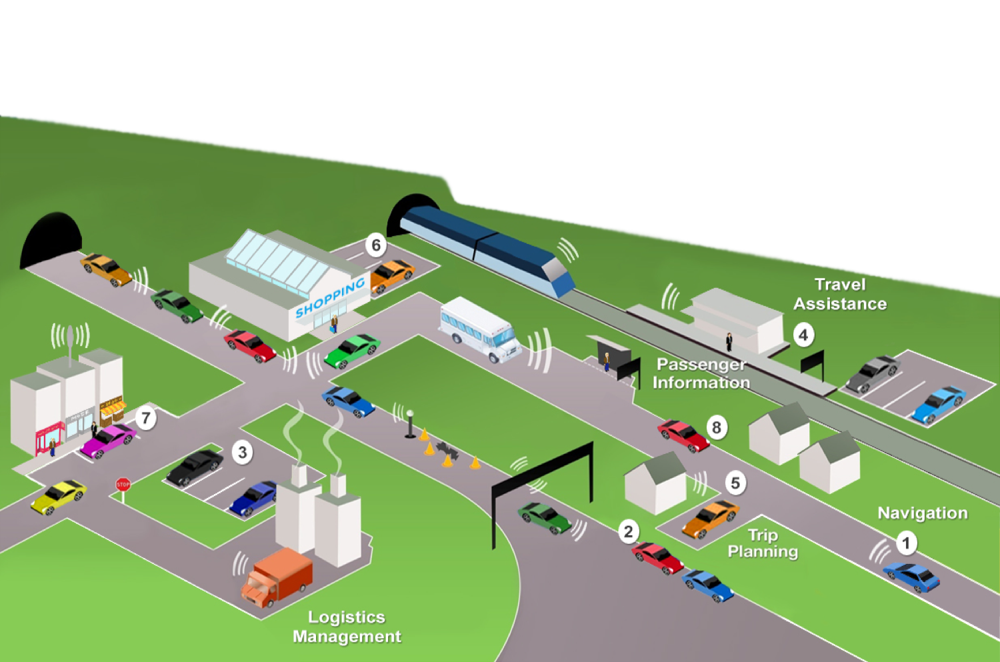 6
SHOPPING
Travel
Assistance
4
Passenger
Information
7
8
3
STOP
5
Navigation
2
1
Trip
Planning
Logistics
Management